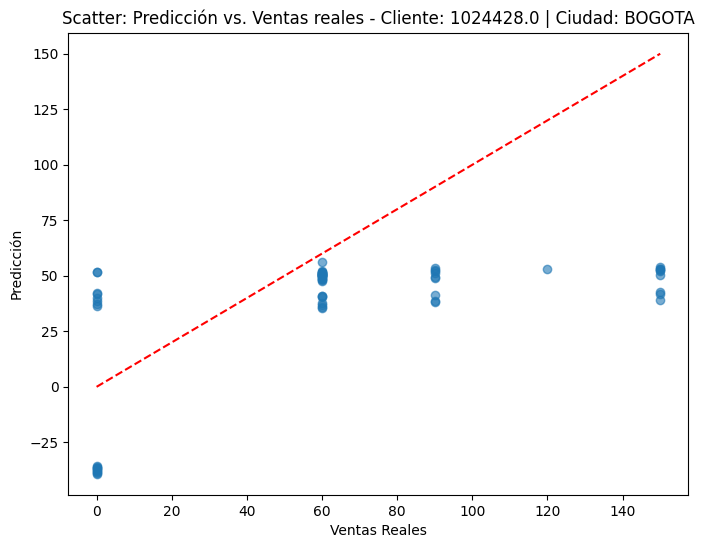 Scatter: Predicción vs. Ventas reales - Cliente: 1024428.0 | Ciudad: BOGOTA
150
125
100
75
50
25
0
−25
Predicción
0 20 40 60 80 100 120 140
Ventas Reales